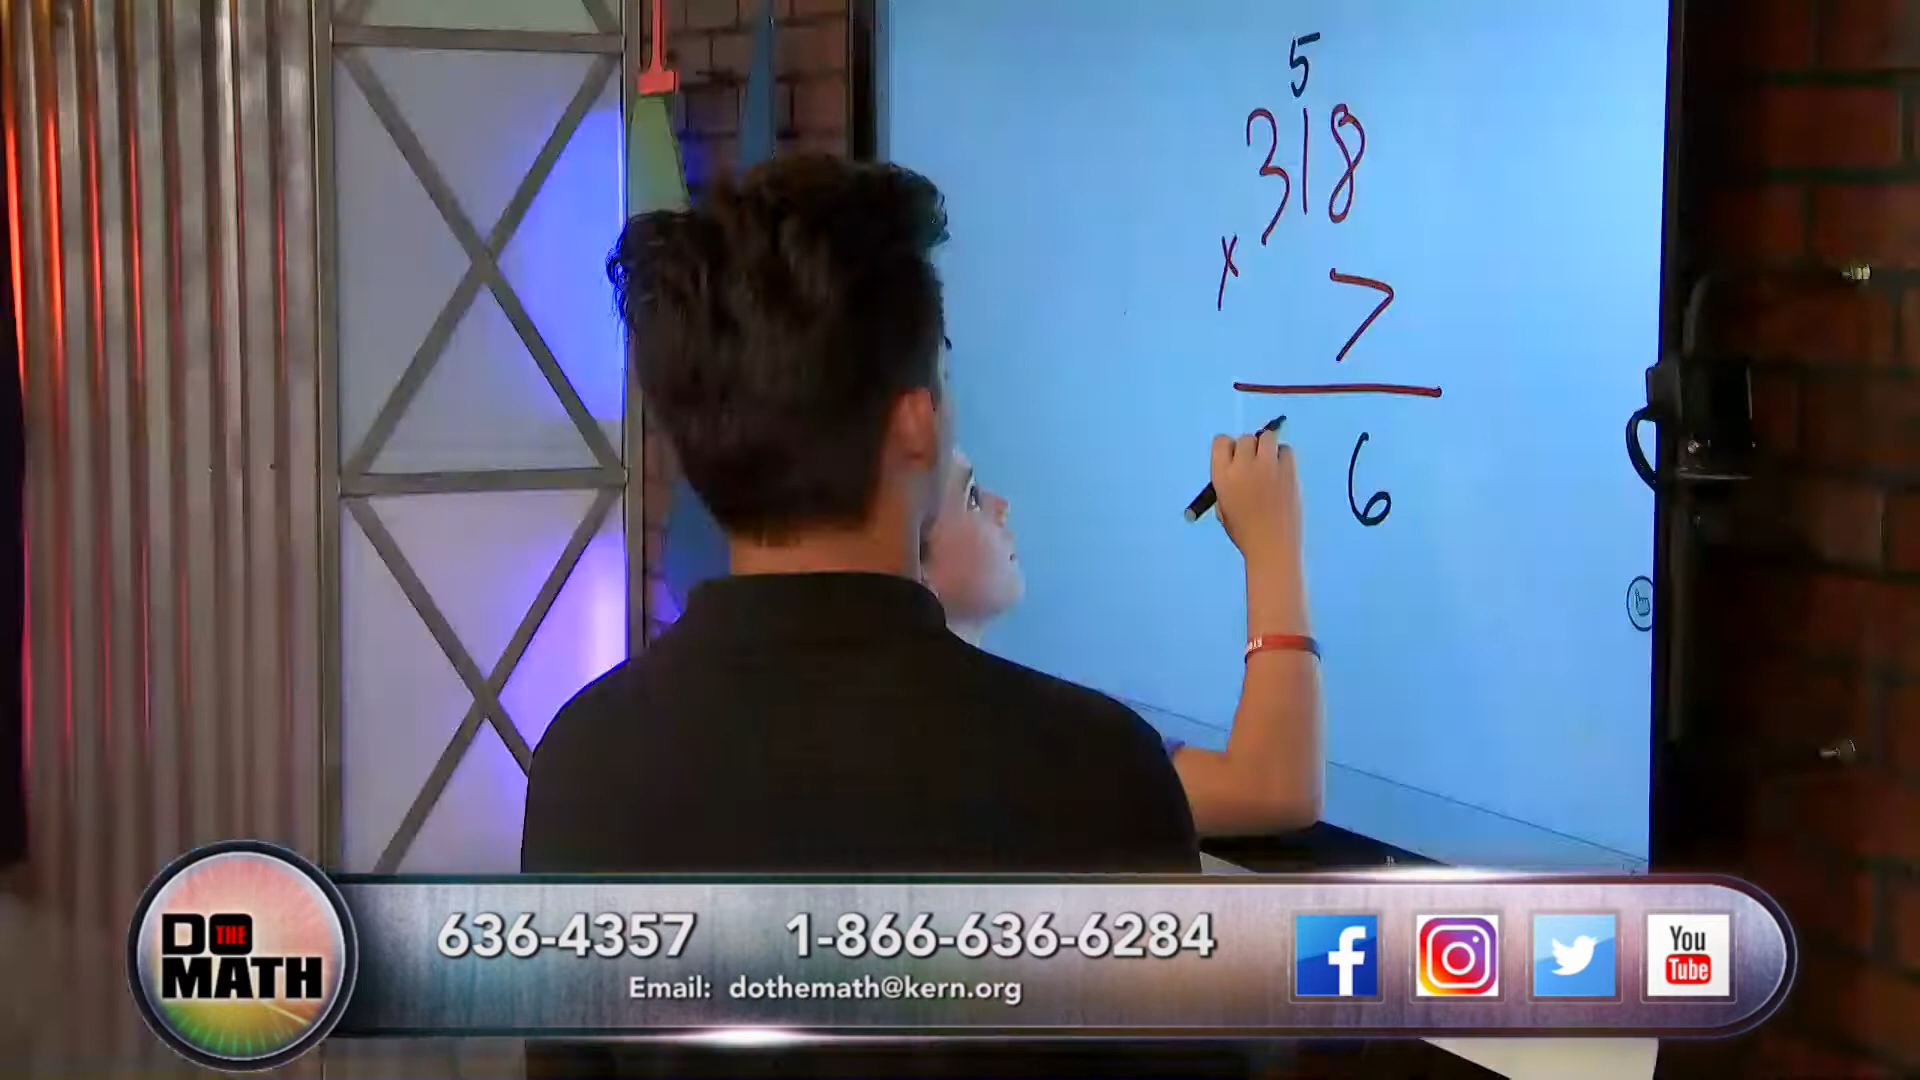 5
318
x 7
6
DO THE MATH
636-4357 1-866-636-6284
Email: dothemath@kern.org
You Tube